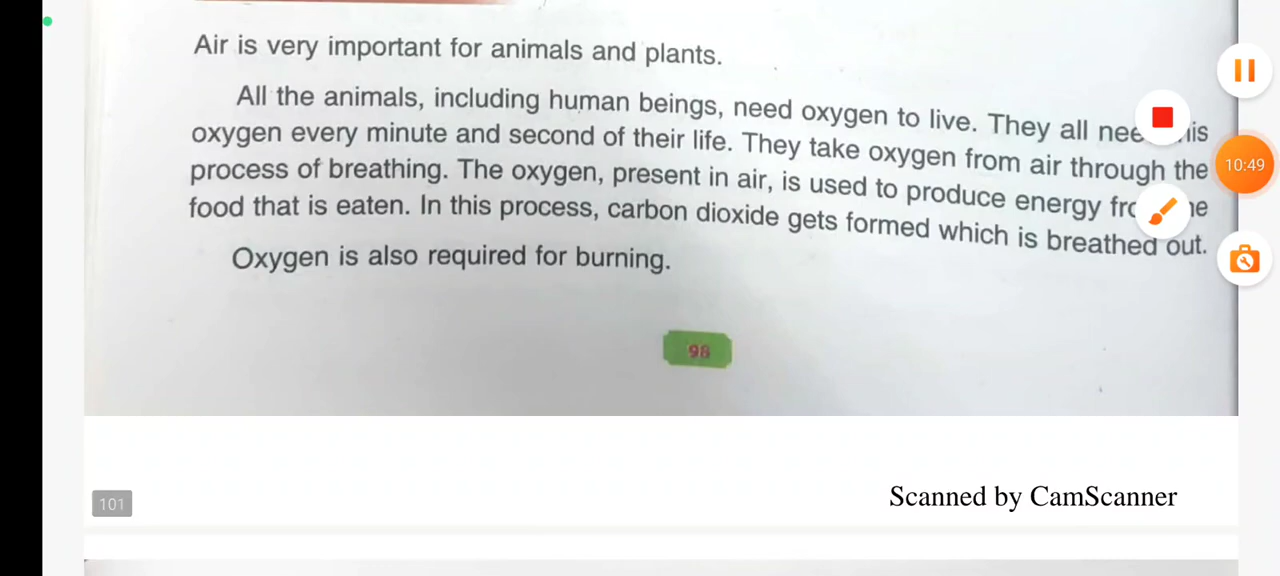 Air is very important for animals and plants.
All the animals, including human beings, need oxygen to live. They all
oxygen every minute and second of their life. They take oxygen from air through the
process of breathing. The oxygen, present in air, is used to produce energy
food that is eaten. In this process, carbon dioxide gets formed which is breathed out.
Oxygen is also required for burning.
98
10:49
101
Scanned by CamScanner